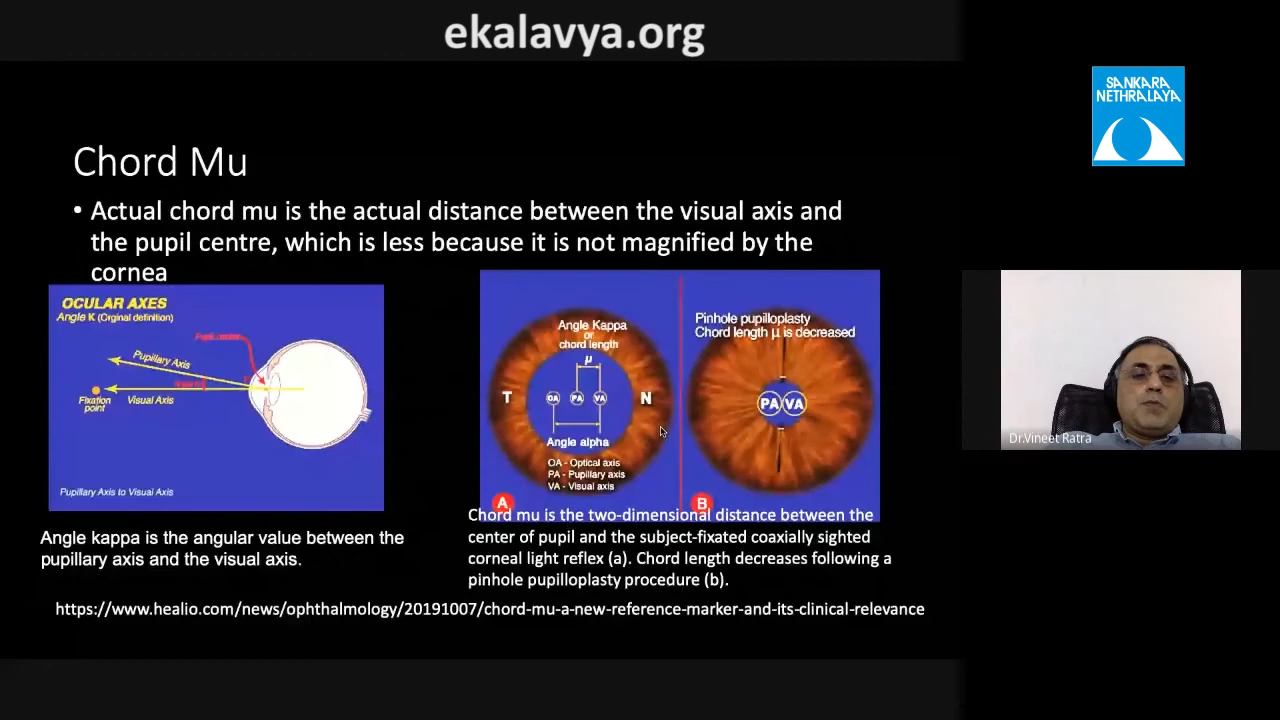 ekalavya.org
SANKARA
NETHRALAYA
Chord Mu
• Actual chord mu is the actual distance between the visual axis and
the pupil centre, which is less because it is not magnified by the
cornea
OCULAR AXES
Angle K (Orginal definition)
Pupillary Axis
Fixation
point
Visual Axis
Pupillary Axis to Visual Axis
Angle Kappa
or
chord length
μ
T
OA
PA
VA
N
Angle alpha
OA - Optical axis
PA - Pupillary axis
VA - Visual axis
A
Pinhole pupilloplasty
Chord length μ is decreased
PA
VA
B
Dr.Vineet Ratra
Angle kappa is the angular value between the
pupillary axis and the visual axis.
Chord mu is the two-dimensional distance between the
center of pupil and the subject-fixated coaxially sighted
corneal light reflex (a). Chord length decreases following a
pinhole pupilloplasty procedure (b).
https://www.healio.com/news/ophthalmology/20191007/chord-mu-a-new-reference-marker-and-its-clinical-relevance